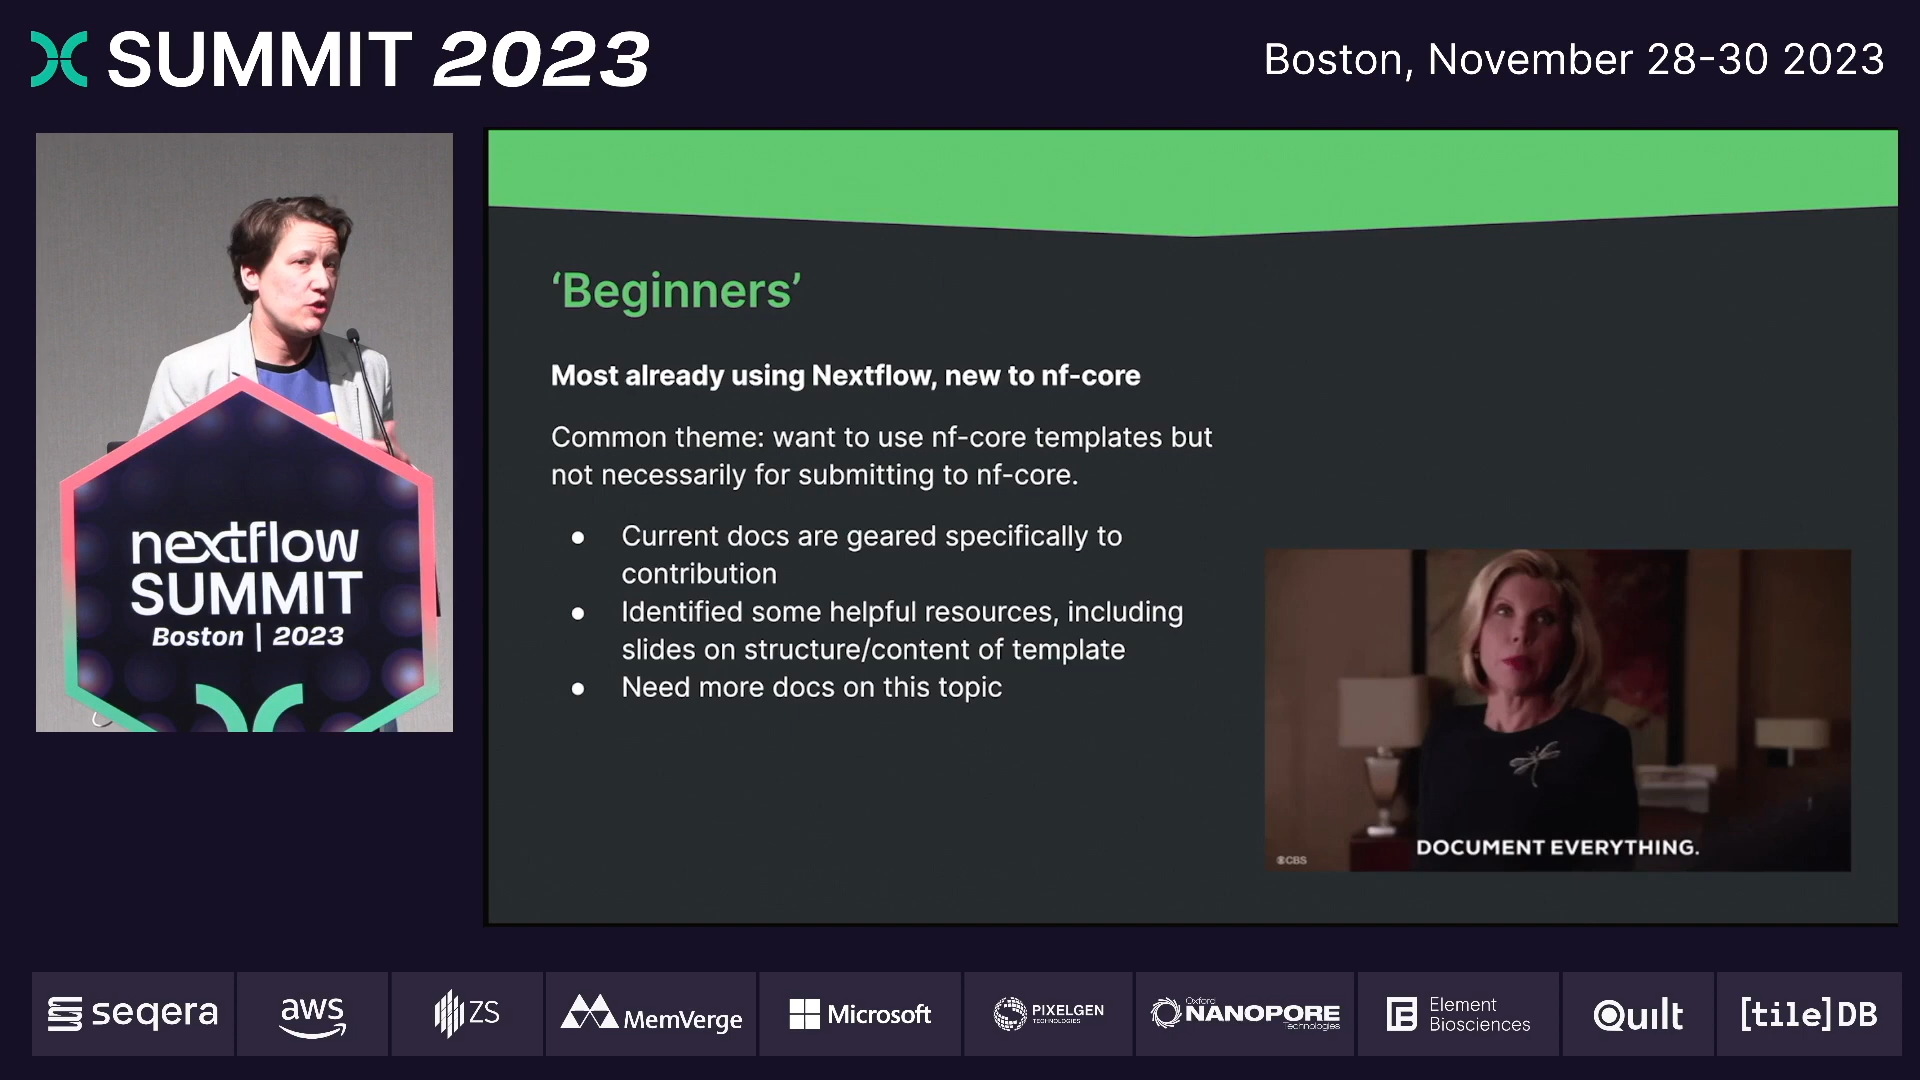 SUMMIT 2023
Boston, November 28-30 2023
nextflow
SUMMIT
Boston | 2023
‘Beginners’
Most already using Nextflow, new to nf-core
Common theme: want to use nf-core templates but
not necessarily for submitting to nf-core.
● Current docs are geared specifically to
contribution
● Identified some helpful resources, including
slides on structure/content of template
● Need more docs on this topic
DOCUMENT EVERYTHING.
CBS
seqera
aws
ZS
MemVerge
Microsoft
PIXELGEN
TECHNOLOGIES
Oxford
NANOPORE
Technologies
Element
Biosciences
Quilt
[tile]DB